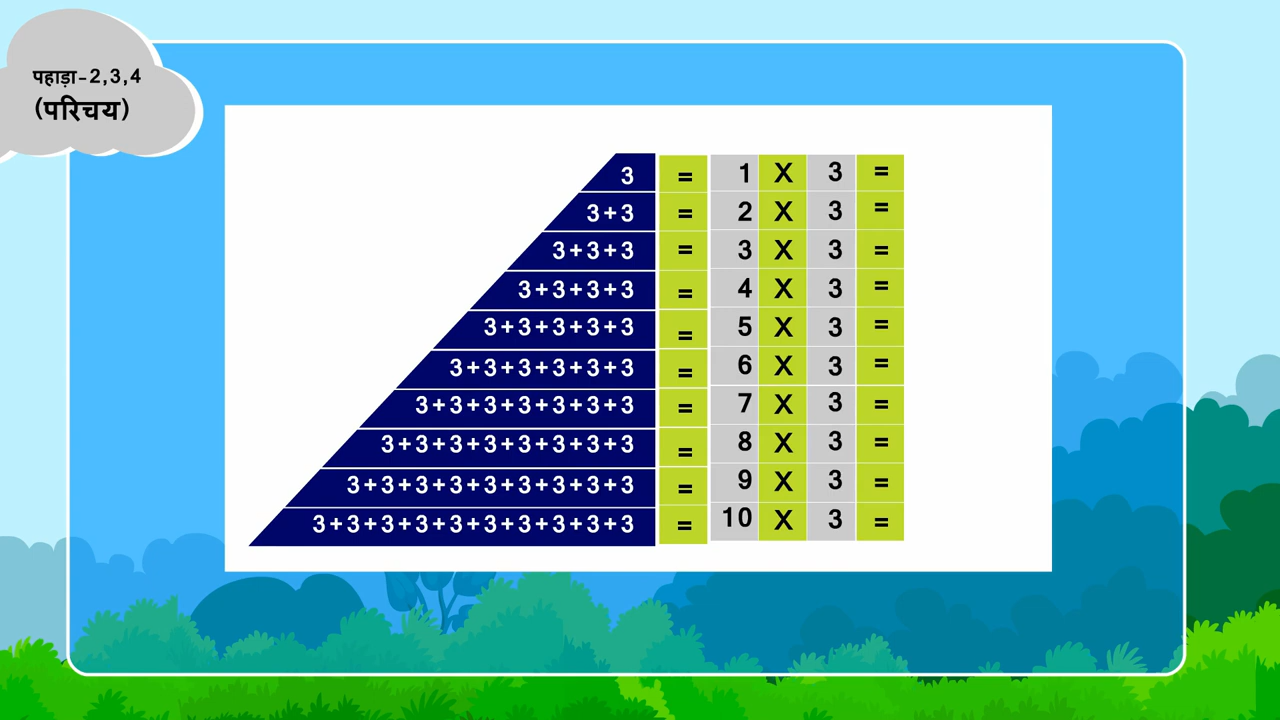 पहाड़ा-2,3,4
(परिचय)
3 = 1 X 3 =
3+3 = 2 X 3 =
3+3+3 = 3 X 3 =
3+3+3+3 = 4 X 3 =
3+3+3+3+3 = 5 X 3 =
3+3+3+3+3+3 = 6 X 3 =
3+3+3+3+3+3+3 = 7 X 3 =
3+3+3+3+3+3+3+3 = 8 X 3 =
3+3+3+3+3+3+3+3+3 = 9 X 3 =
3+3+3+3+3+3+3+3+3+3 = 10 X 3 =